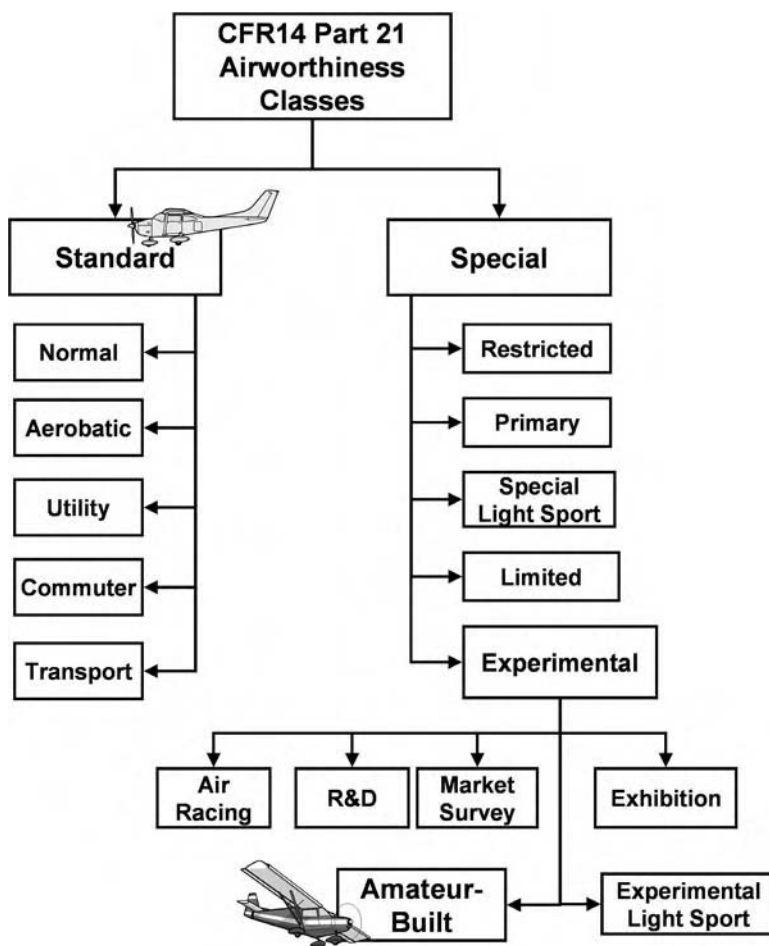 CFR14 Part 21
Airworthiness
Classes
Standard
Special
Normal
Restricted
Aerobatic
Primary
Utility
Special
Light Sport
Commuter
Limited
Transport
Experimental
Air
Racing
R&D
Market
Survey
Exhibition
Amateur-
Built
Experimental
Light Sport